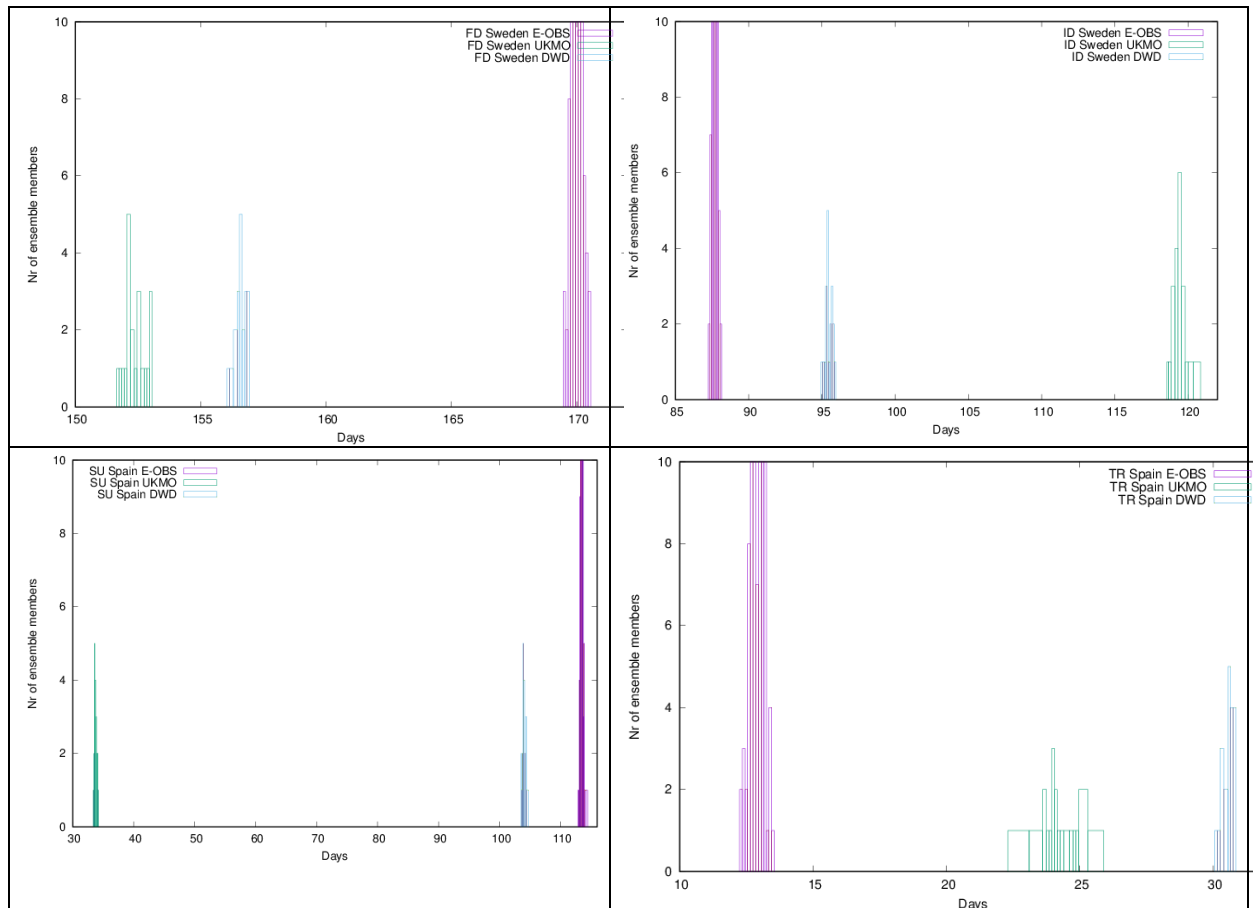 FD Sweden E-OBS
FD Sweden UKMO
FD Sweden DWD
10
8
6
4
2
0
Nr of ensemble members
150 155 160 165 170
Days
ID Sweden E-OBS
ID Sweden UKMO
ID Sweden DWD
10
8
6
4
2
0
Nr of ensemble members
85 90 95 100 105 110 115 120
Days
SU Spain E-OBS
SU Spain UKMO
SU Spain DWD
10
8
6
4
2
0
Nr of ensemble members
30 40 50 60 70 80 90 100 110
Days
TR Spain E-OBS
TR Spain UKMO
TR Spain DWD
10
8
6
4
2
0
Nr of ensemble members
10 15 20 25 30
Days